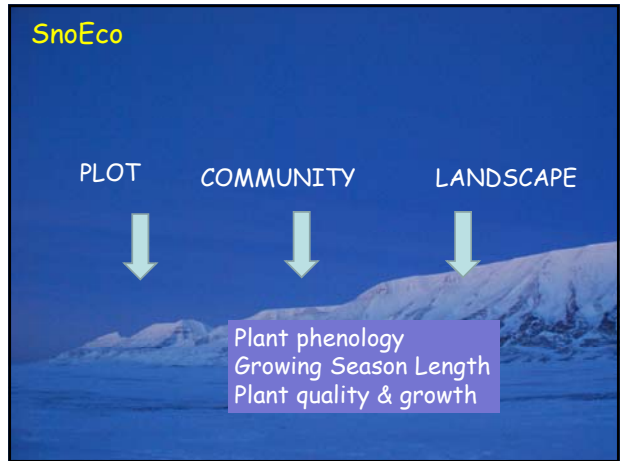 SnoEco
PLOT COMMUNITY LANDSCAPE
Plant phenology
Growing Season Length
Plant quality & growth